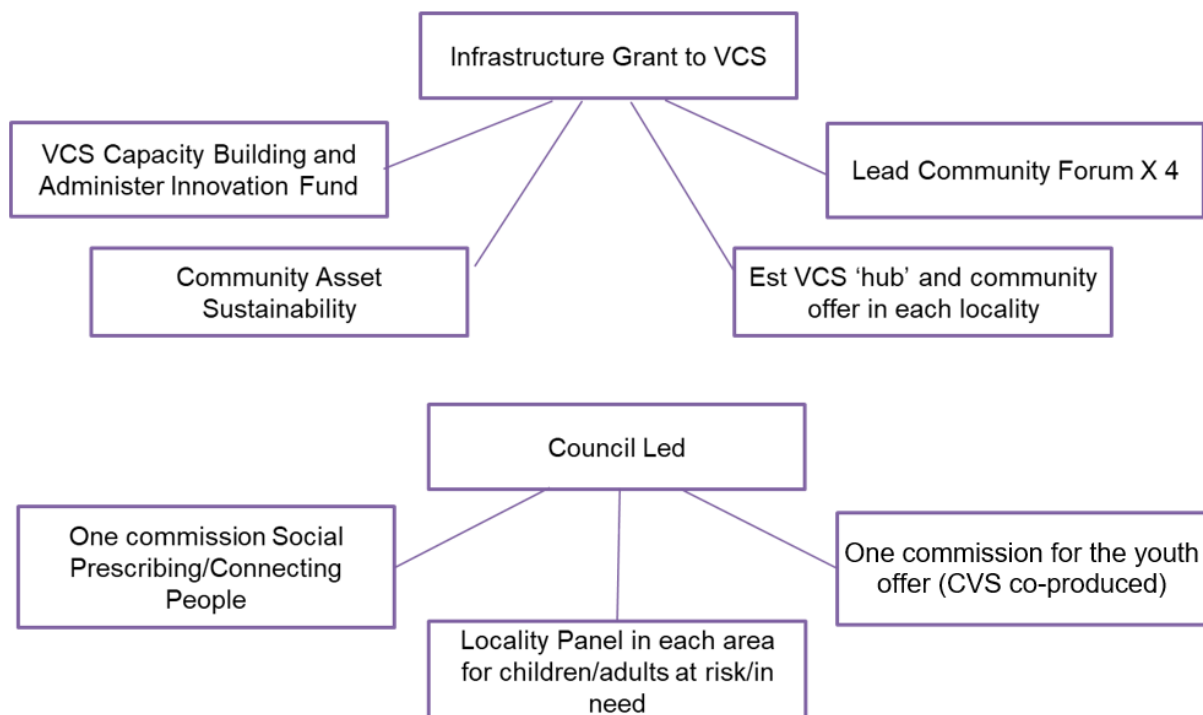 Infrastructure Grant to VCS
VCS Capacity Building and
Administer Innovation Fund
Lead Community Forum X 4
Community Asset
Sustainability
Est VCS ‘hub’ and community
offer in each locality
Council Led
One commission Social
Prescribing/Connecting
People
One commission for the youth
offer (CVS co-produced)
Locality Panel in each area
for children/adults at risk/in
need